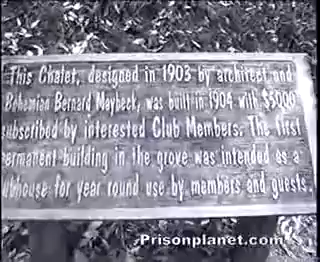 This Chalet, designed in 1903 by architect and
Bohemian Bernard Maybeck, was built in 1904 with $5000
subscribed by interested Club Members. The first
permanent building in the grove was intended as a
clubhouse for year round use by members and guests.
Prisonplanet.com